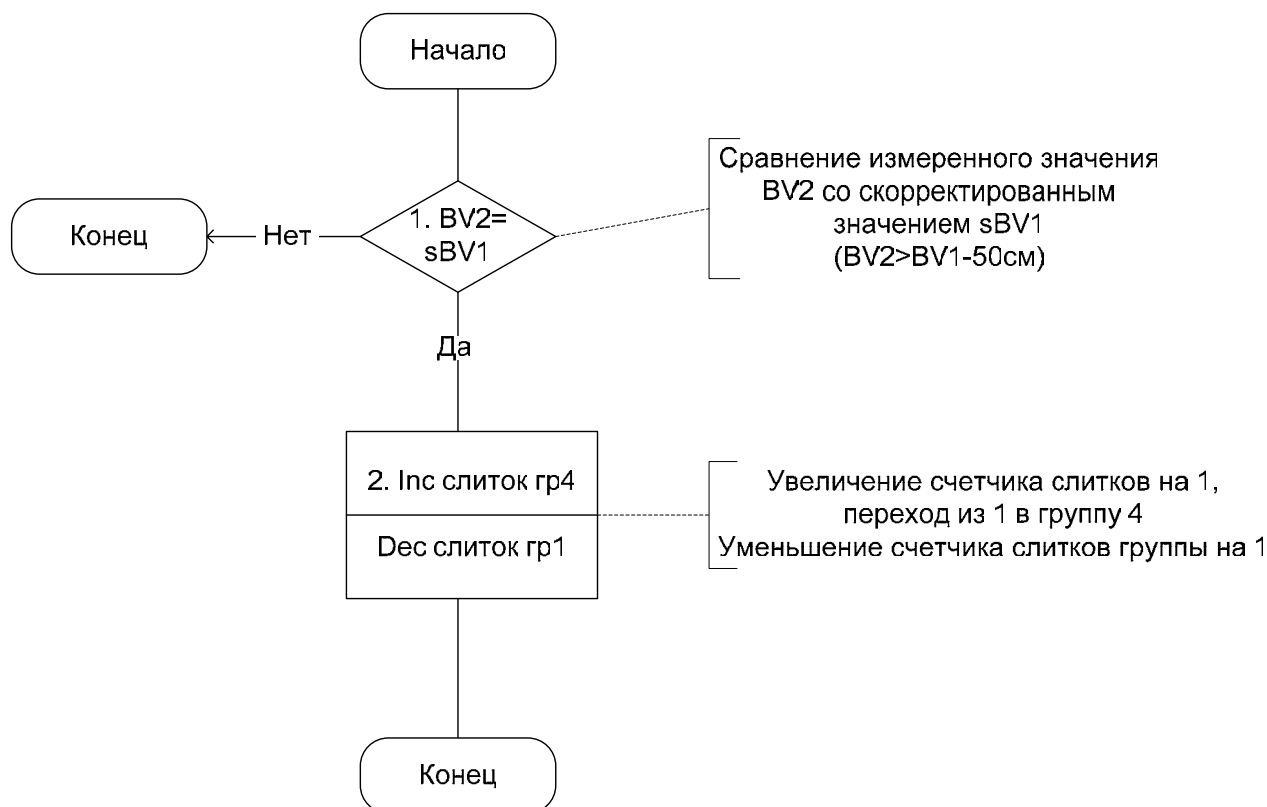 Начало
1. BV2=
sBV1
Сравнение измеренного значения
BV2 со скорректированным
значением sBV1
(BV2>BV1-50см)
Нет
Конец
Да
2. Inc слиток гр4
Dec слиток гр1
Увеличение счетчика слитков на 1,
переход из 1 в группу 4
Уменьшение счетчика слитков группы на 1
Конец